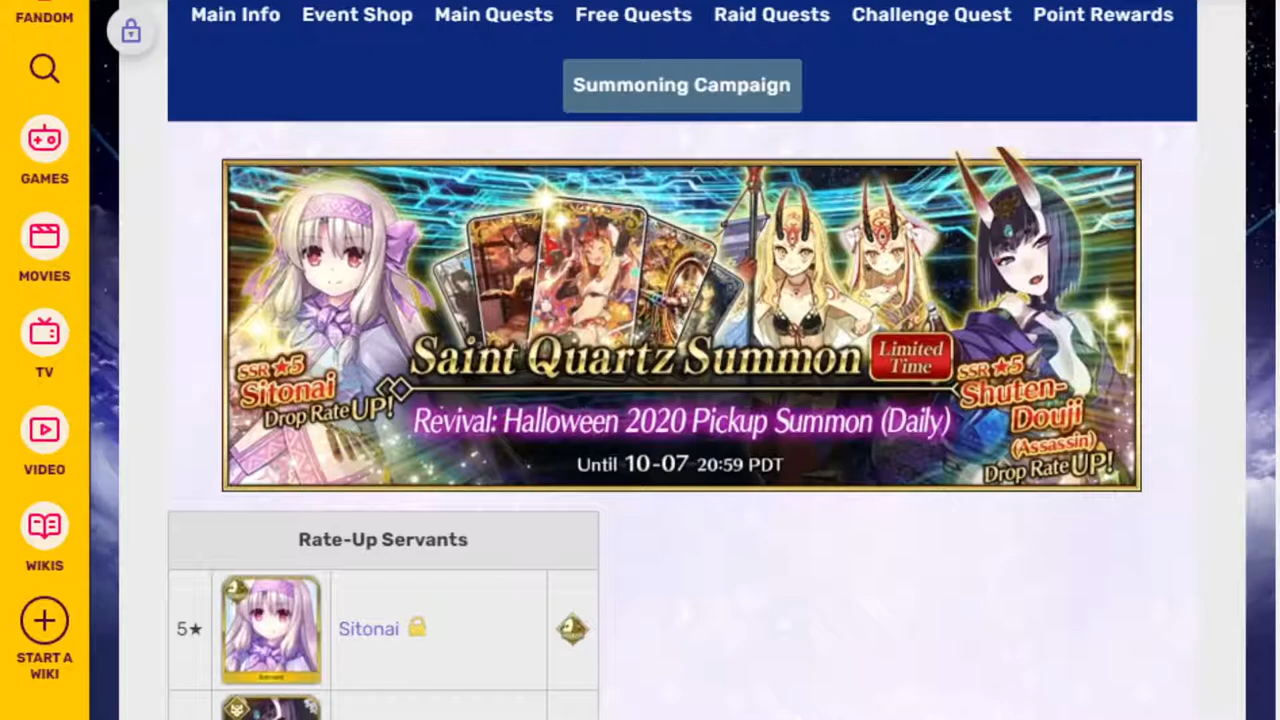 FANDOM
GAMES
MOVIES
TV
VIDEO
WIKIS
START A
WIKI
Main Info Event Shop Main Quests Free Quests Raid Quests Challenge Quest Point Rewards
Summoning Campaign
SSR ★5
Sitonai
Drop Rate UP!
Saint Quartz Summon
Limited
Time
Revival: Halloween 2020 Pickup Summon (Daily)
Until 10-07 20:59 PDT
SSR ★5
Shuten-
Douji
(Assassin)
Drop Rate UP!
Rate-Up Servants
5★
Sitonai